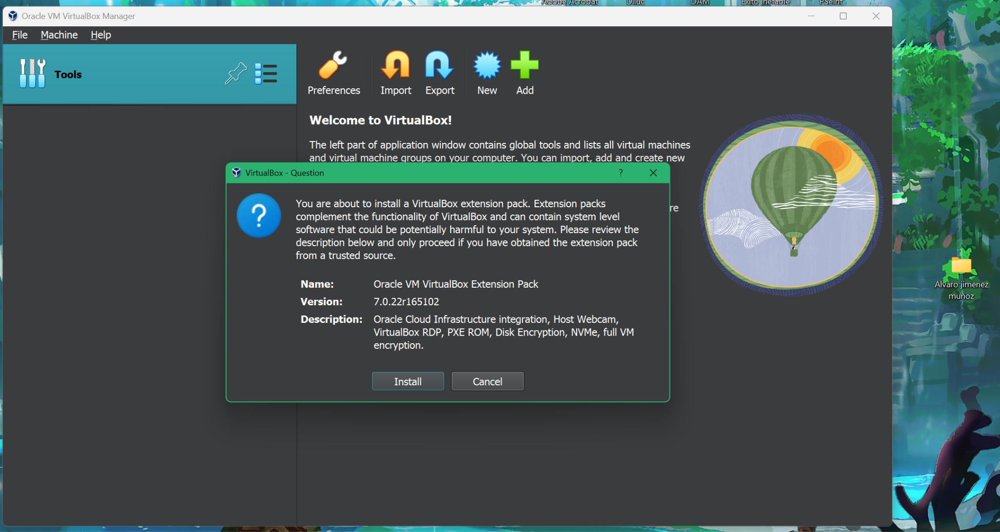 Adobe Acrobat
Diluc
DAM
Exito inefable
PSeInt
Oracle VM VirtualBox Manager
File Machine Help
Tools
Preferences
Import
Export
New
Add
Welcome to VirtualBox!
The left part of application window contains global tools and lists all virtual machines
and virtual machine groups on your computer. You can import, add and create new
re
VirtualBox - Question
?
You are about to install a VirtualBox extension pack. Extension packs
complement the functionality of VirtualBox and can contain system level
software that could be potentially harmful to your system. Please review the
description below and only proceed if you have obtained the extension pack
from a trusted source.
Name: Oracle VM VirtualBox Extension Pack
Version: 7.0.22r165102
Description: Oracle Cloud Infrastructure integration, Host Webcam,
VirtualBox RDP, PXE ROM, Disk Encryption, NVMe, full VM
encryption.
Install
Cancel
Alvaro jimenez
muñoz